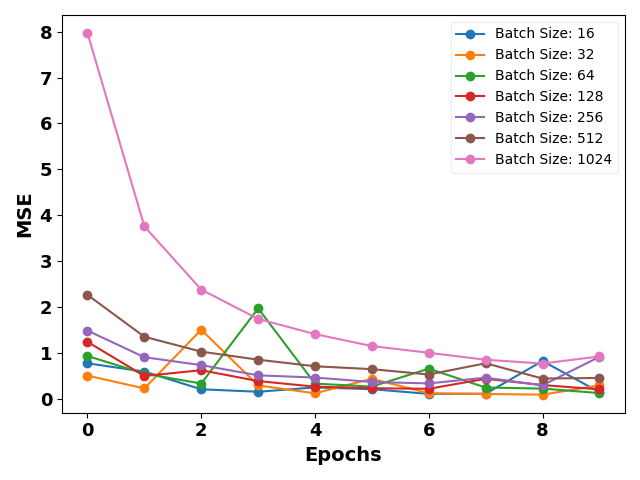 8
7
6
5
4
3
2
1
0
MSE
0 2 4 6 8
Epochs
Batch Size: 16
Batch Size: 32
Batch Size: 64
Batch Size: 128
Batch Size: 256
Batch Size: 512
Batch Size: 1024